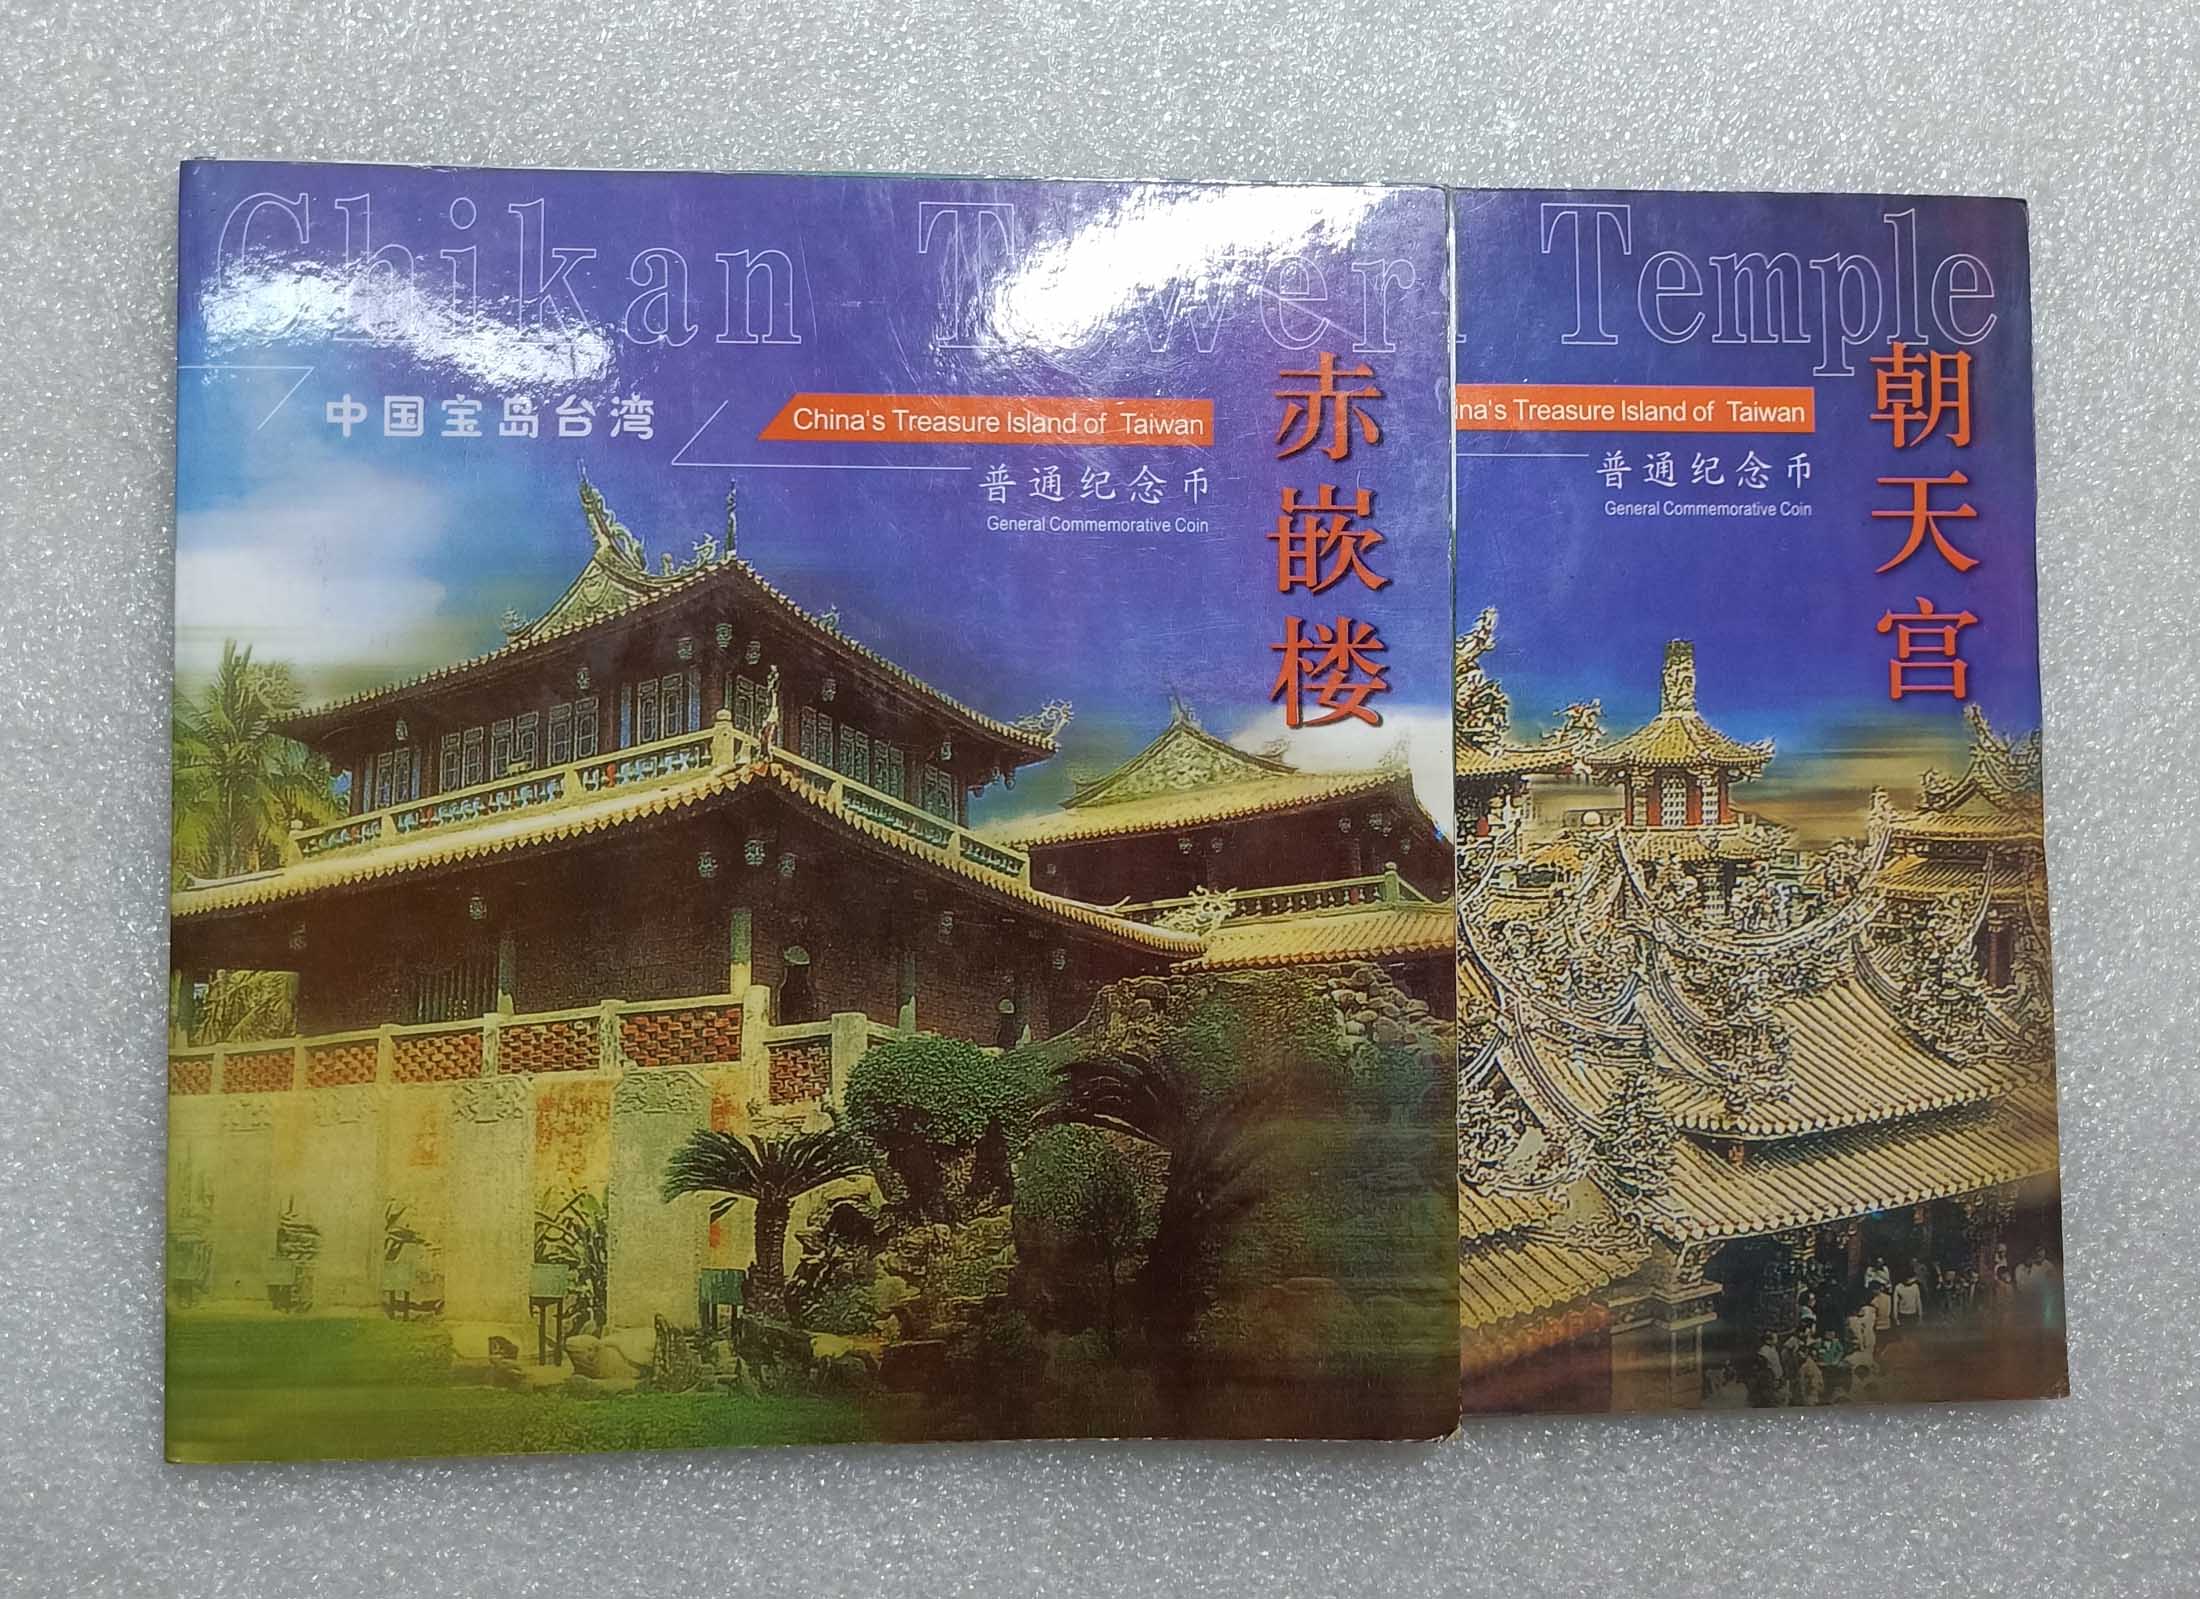 Chikan Tower
中国宝岛台湾
China's Treasure Island of Taiwan
普通纪念币
General Commemorative Coin
赤嵌楼
Temple
Treasure Island of Taiwan
普通纪念币
General Commemorative Coin
朝天宫